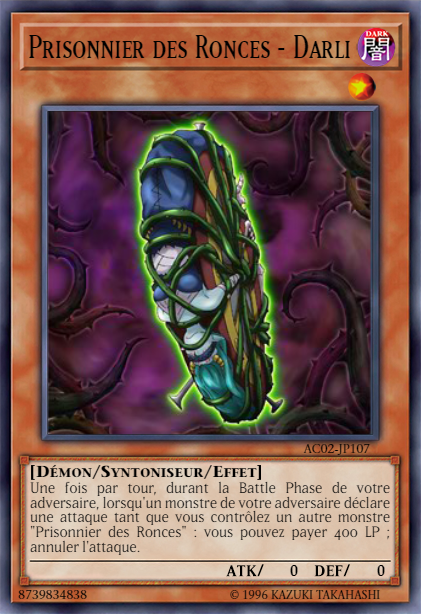 PRISONNIER DES RONCES - DARLI
DARK
闇
AC02-JP107
[DÉMON/SYNTONISEUR/EFFET]
Une fois par tour, durant la Battle Phase de votre
adversaire, lorsqu'un monstre de votre adversaire déclare
une attaque tant que vous contrôlez un autre monstre
"Prisonnier des Ronces" : vous pouvez payer 400 LP ;
annuler l'attaque.
ATK/ 0 DEF/ 0
8739834838 © 1996 KAZUKI TAKAHASHI